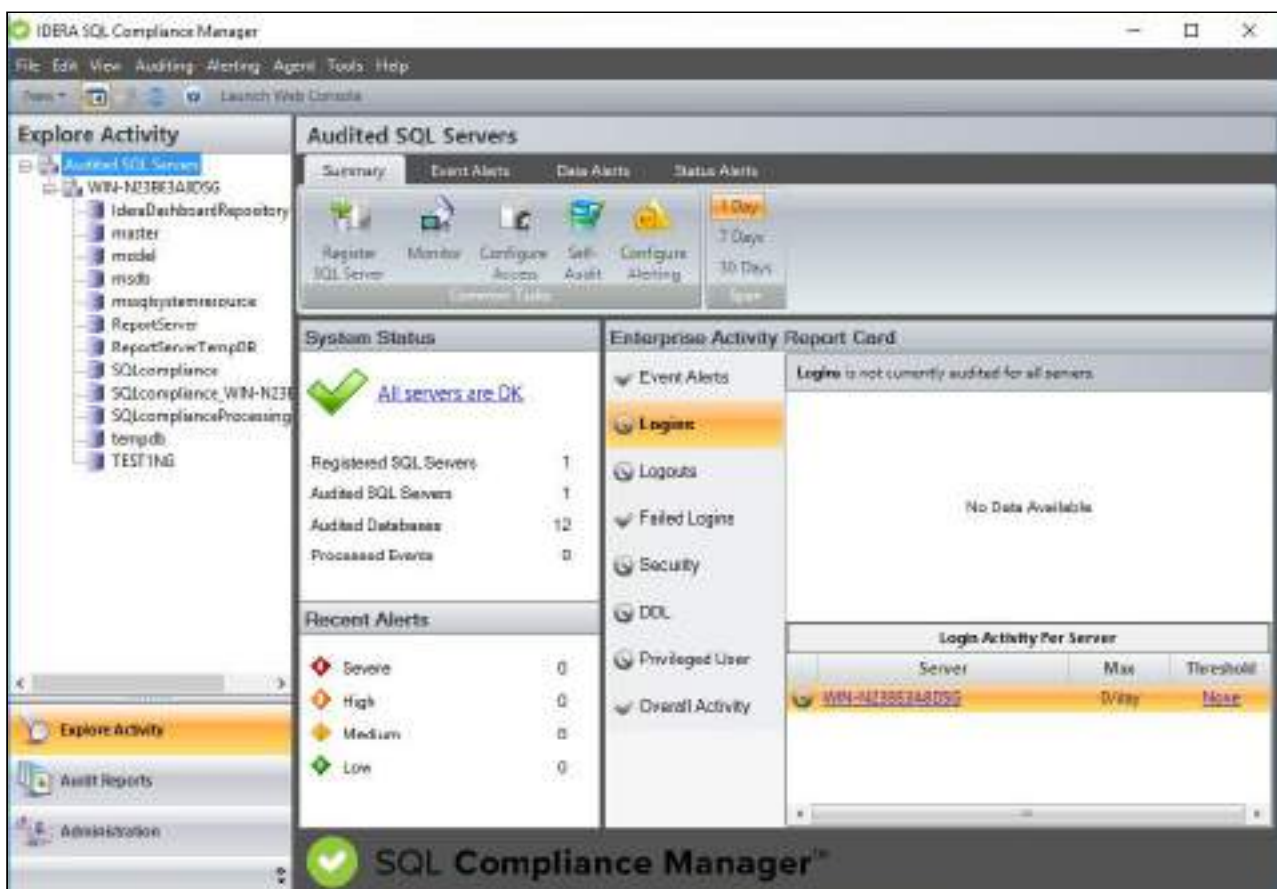 IDERA SQL Compliance Manager
File Edit View Auditing Alerting Agent Tools Help
Launch Web Console
Explore Activity
Audited SQL Servers
IderaDashboardRepository
master
model
msdb
mssqlsystemresource
ReportServer
ReportServerTempDB
SQLcompliance
SQLcompliance_WIN-N23
SQLcomplianceProcessing
tempdb
TEST1NG
Explore Activity
Audit Reports
Administration
Audited SQL Servers
Summary Event Alerts Data Alerts Status Alerts
Register SQL Server
Monitor
Configure Access
Self-Audit
Configure Alerting
Common Tasks
1 Day
7 Days
30 Days
Span
System Status
All servers are OK
Registered SQL Servers 1
Audited SQL Servers 1
Audited Databases 12
Processed Events 0
Recent Alerts
Severe 0
High 0
Medium 0
Low 0
Enterprise Activity Report Card
Event Alerts
Logins
Logouts
Failed Logins
Security
DDL
Privileged User
Overall Activity
Logins is not currently audited for all servers.
No Data Available
Login Activity Per Server
Server Max Threshold
0/day None
SQL Compliance Manager™